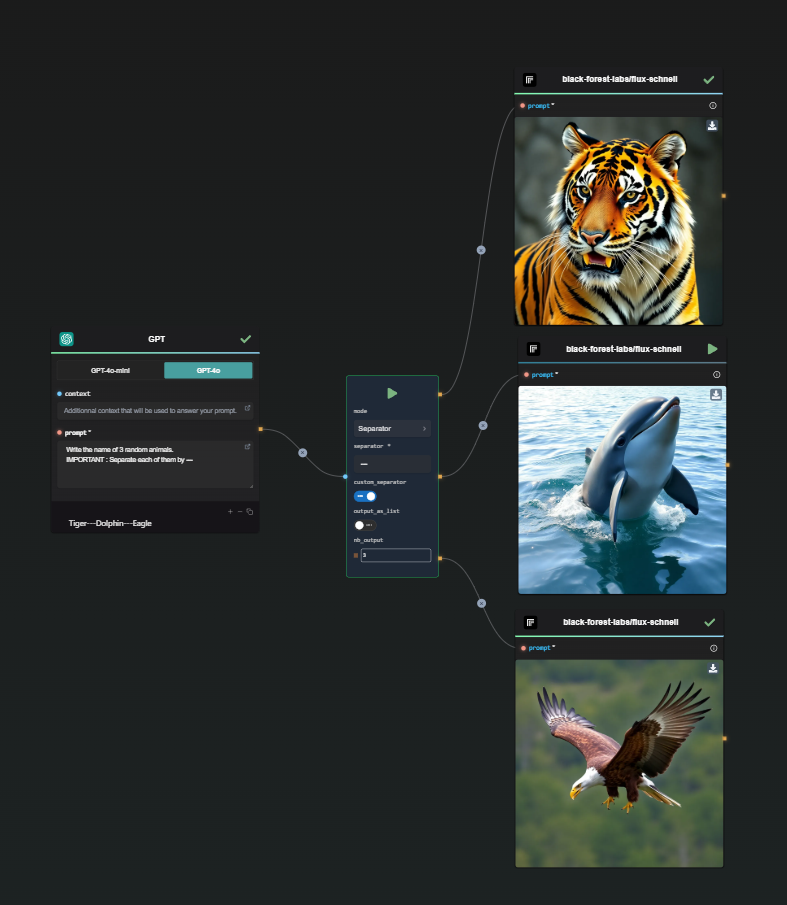 black-forest-labs/flux-schnell
prompt*
black-forest-labs/flux-schnell
prompt*
GPT
GPT-4o-mini
GPT-4o
context
Additionnal context that will be used to answer your prompt.
prompt*
Write the name of 3 random animals.
IMPORTANT : Separate each of them by ---
Tiger---Dolphin---Eagle
mode
Separator
separator *
---
custom_separator
output_as_list
nb_output
3
black-forest-labs/flux-schnell
prompt*